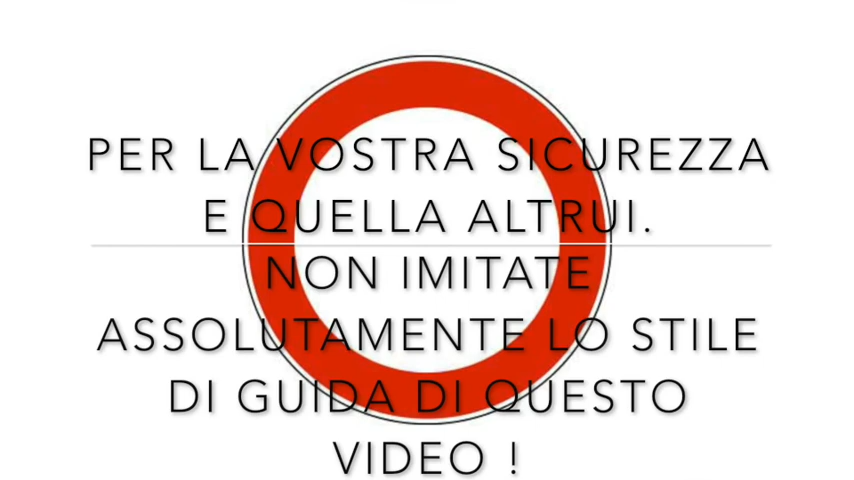 PER LA VOSTRA SICUREZZA
E QUELLA ALTRUI.
NON IMITATE
ASSOLUTAMENTE LO STILE
DI GUIDA DI QUESTO
VIDEO !